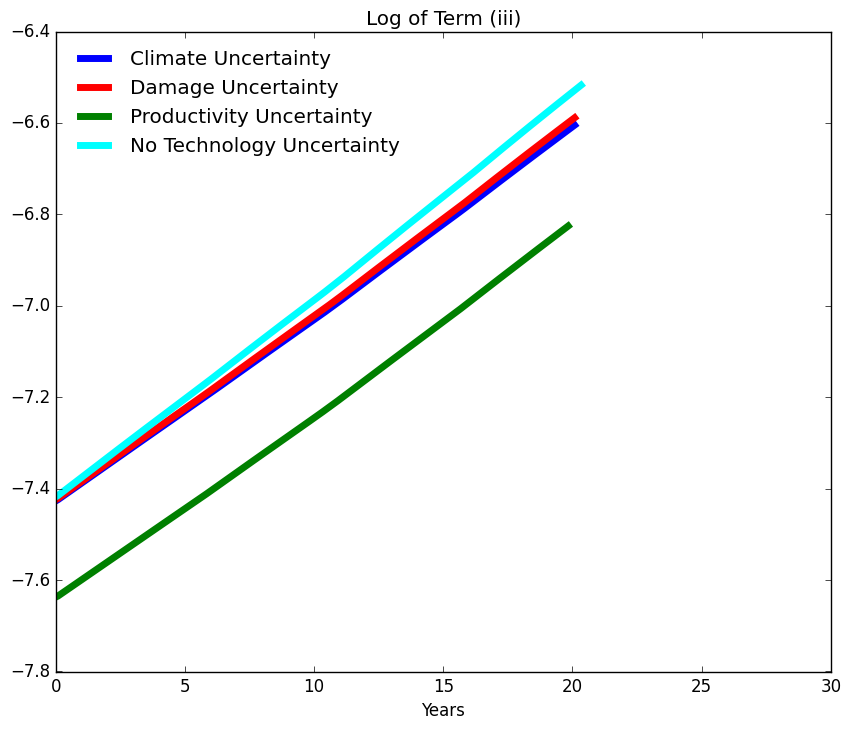 Log of Term (iii)
−6.4
−6.6
−6.8
−7.0
−7.2
−7.4
−7.6
−7.8
Climate Uncertainty
Damage Uncertainty
Productivity Uncertainty
No Technology Uncertainty
0 5 10 15 20 25 30
Years